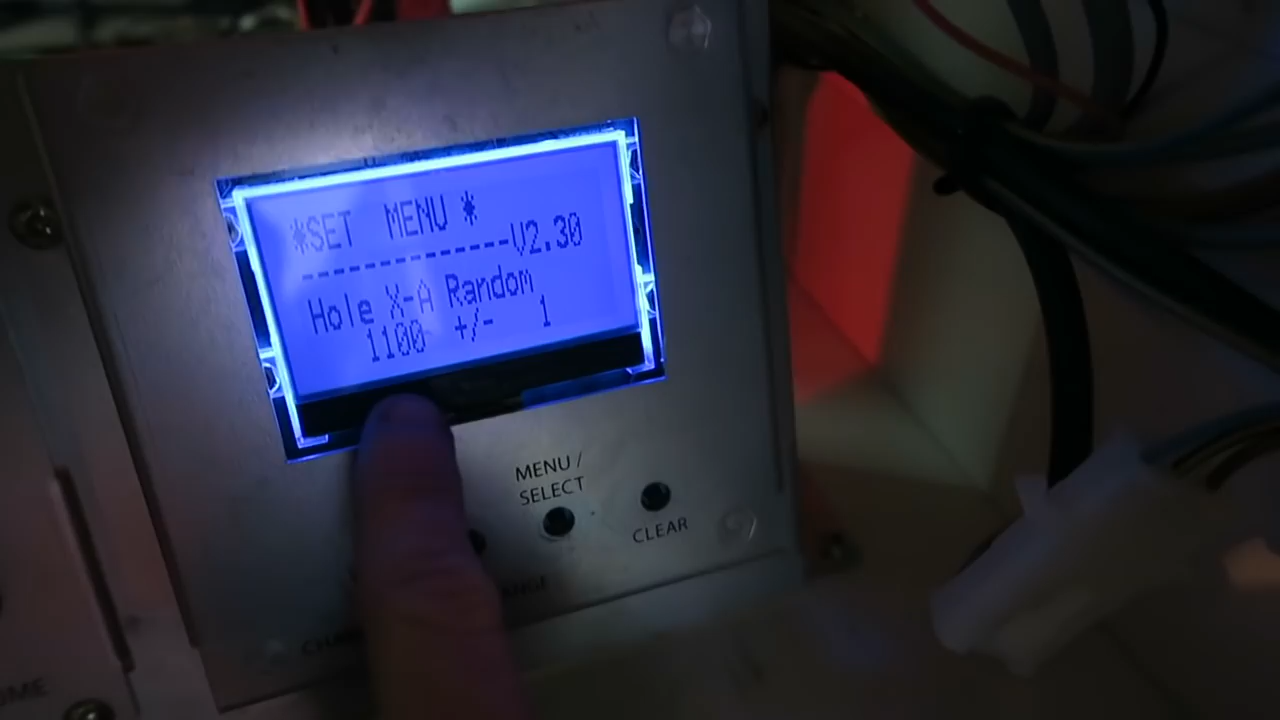 *SET MENU *
------------V2.30
Hole X-A Random
1100 +/- 1
MENU /
SELECT
CLEAR